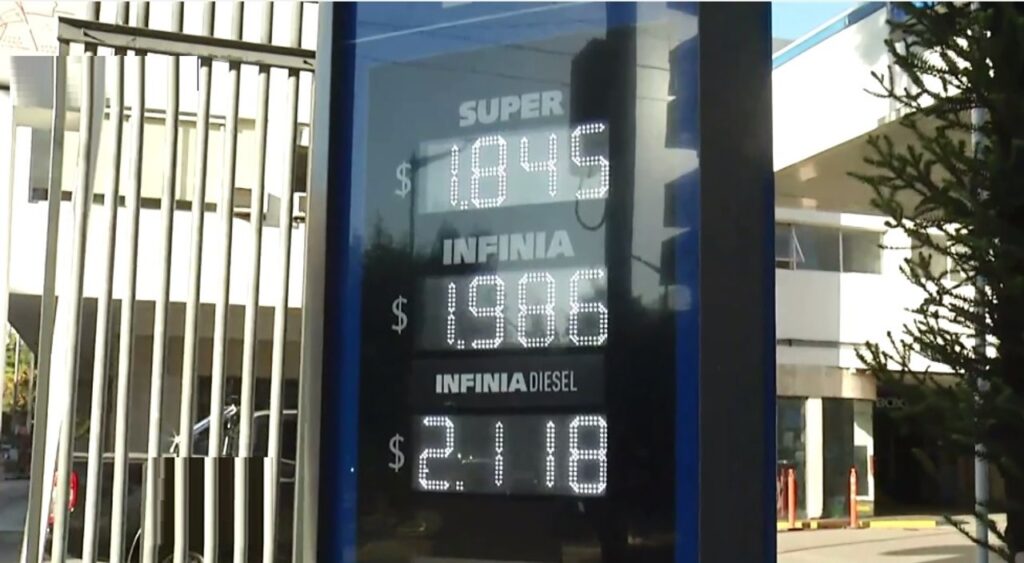 SUPER
$ 1.845
INFINIA
$ 1.986
INFINIA DIESEL
$ 2.118